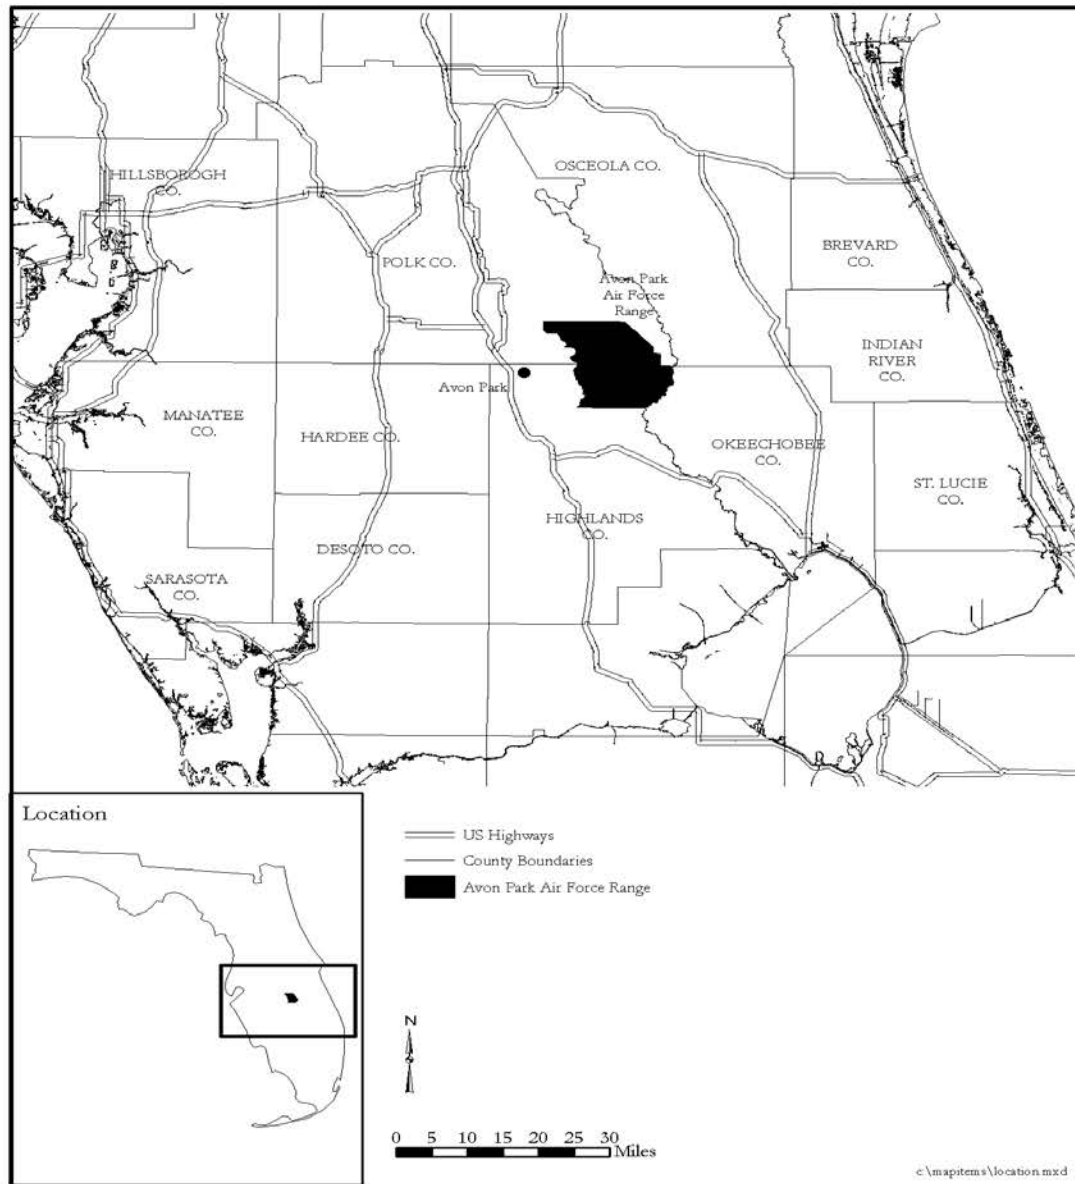 HILLSBOROGH
CO.
OSCEOLA CO.
BREVARD
CO.
POLK CO.
Avon Park
Air Force
Range
INDIAN
RIVER
CO.
Avon Park
MANATEE
CO.
HARDEE CO.
OKEECHOBEE
CO.
ST. LUCIE
CO.
HIGHLANDS
CO.
DESOTO CO.
SARASOTA
CO.
Location
US Highways
County Boundaries
Avon Park Air Force Range
N
0 5 10 15 20 25 30
Miles
c:\mapitems\location.mxd